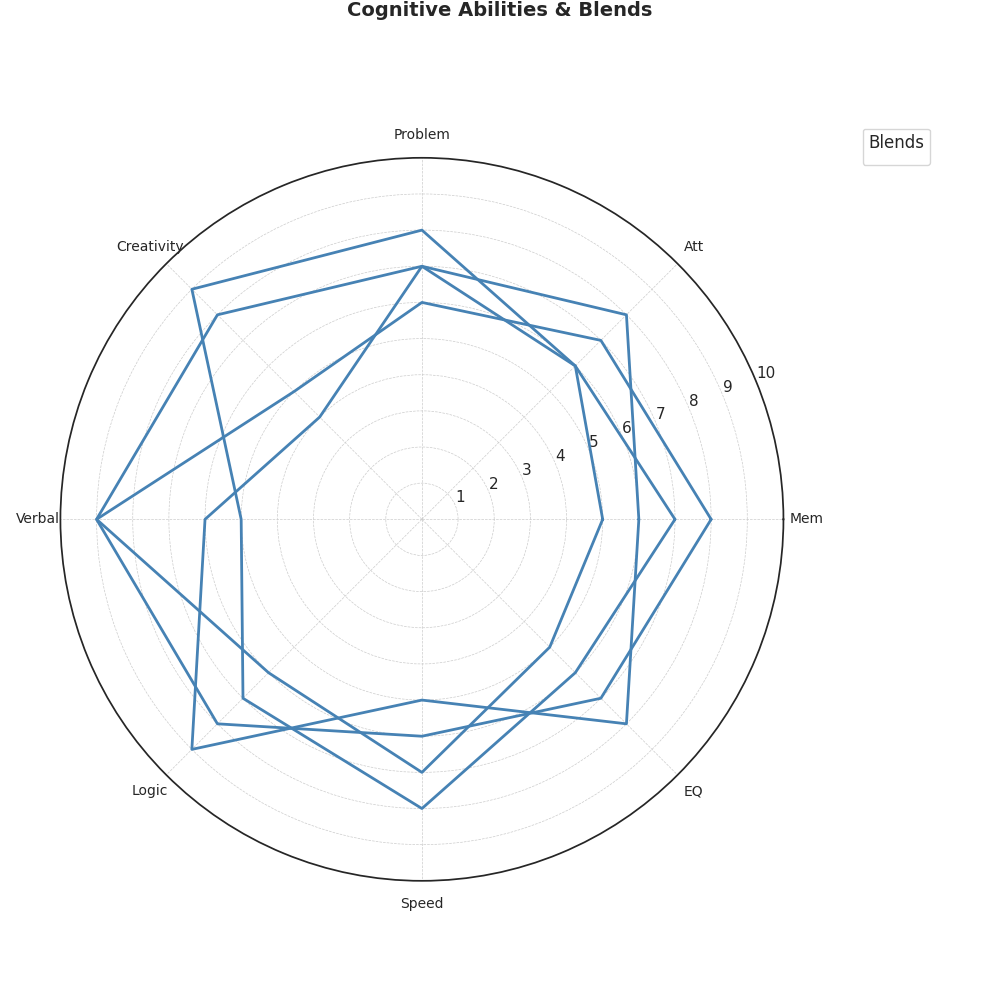 Cognitive Abilities & Blends
Blends
Problem
Creativity
Att
10
9
8
7
6
5
4
3
2
1
Verbal
Mem
Logic
EQ
Speed